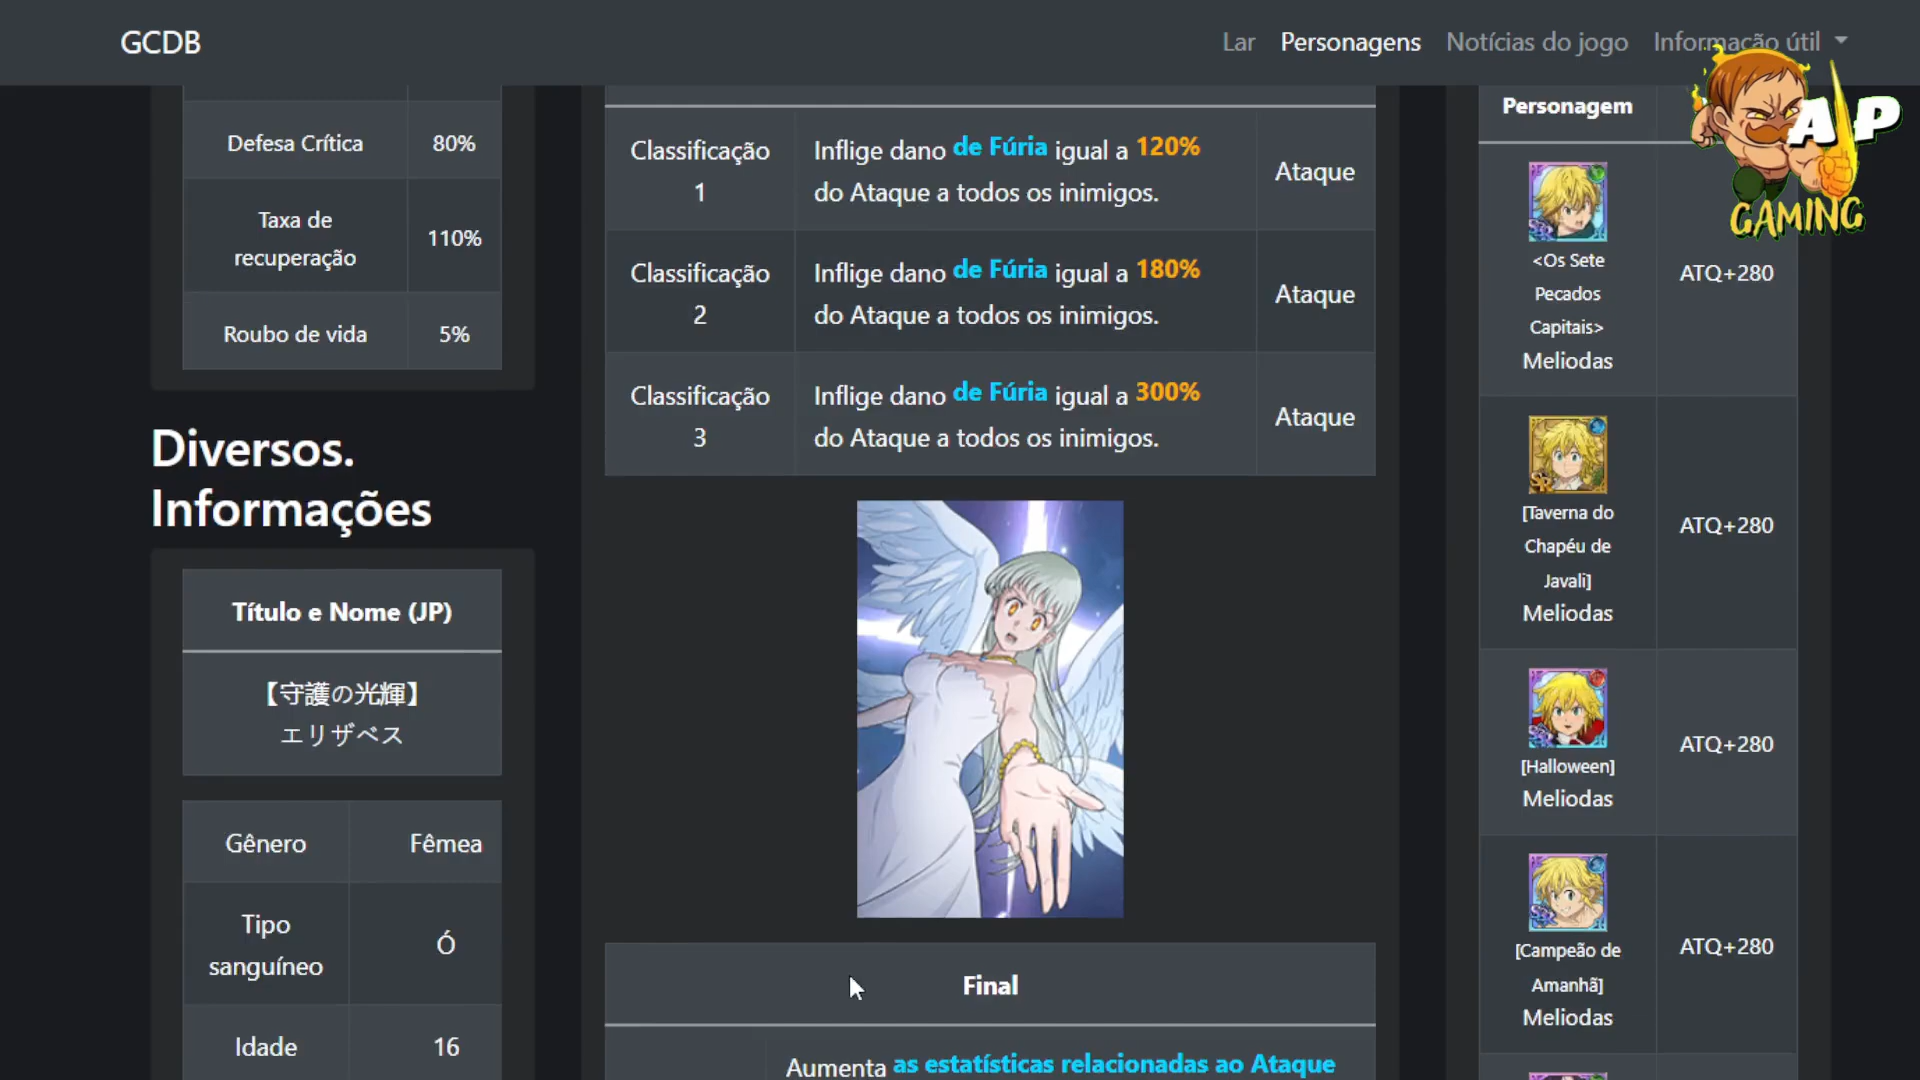 GCDB
Lar
Personagens
Notícias do jogo
Informação útil
Defesa Crítica
80%
Taxa de
recuperação
110%
Roubo de vida
5%
Diversos.
Informações
Título e Nome (JP)
【守護の光輝】
エリザベス
Gênero
Fêmea
Tipo
sanguíneo
Ó
Idade
16
Classificação
1
Inflige dano de Fúria igual a 120%
do Ataque a todos os inimigos.
Ataque
Classificação
2
Inflige dano de Fúria igual a 180%
do Ataque a todos os inimigos.
Ataque
Classificação
3
Inflige dano de Fúria igual a 300%
do Ataque a todos os inimigos.
Ataque
Final
Aumenta as estatísticas relacionadas ao Ataque
Personagem
<Os Sete
Pecados
Capitais>
Meliodas
ATQ+280
SR
[Taverna do
Chapéu de
Javali]
Meliodas
ATQ+280
[Halloween]
Meliodas
ATQ+280
[Campeão de
Amanhã]
Meliodas
ATQ+280
AP
GAMING